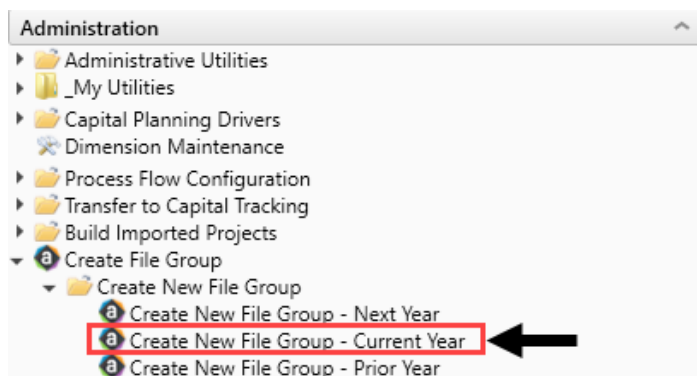 Administration
Administrative Utilities
_My Utilities
Capital Planning Drivers
Dimension Maintenance
Process Flow Configuration
Transfer to Capital Tracking
Build Imported Projects
Create File Group
Create New File Group
Create New File Group - Next Year
Create New File Group - Current Year
Create New File Group - Prior Year